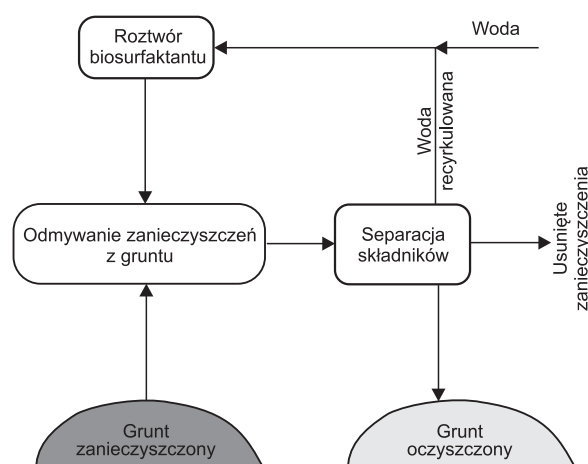 Roztwór
biosurfaktantu
Woda
Woda
recyrkulowana
Odmywanie zanieczyszczeń
z gruntu
Separacja
składników
Usunięte
zanieczyszczenia
Grunt
zanieczyszczony
Grunt
oczyszczony